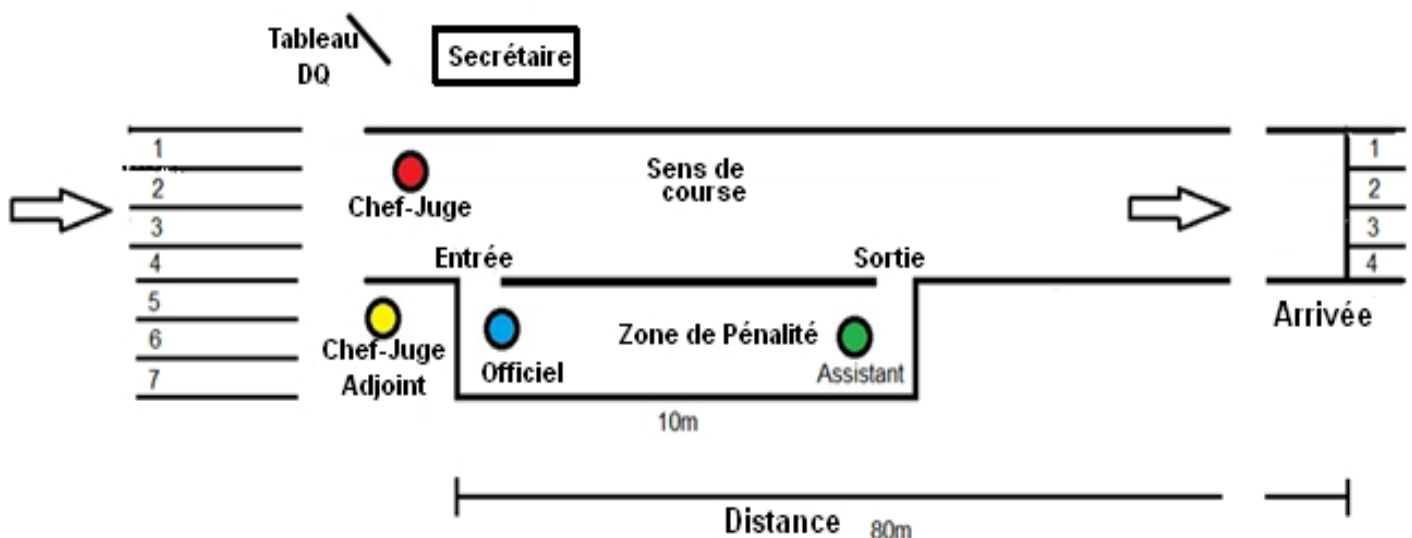 Tableau
DQ
Secrétaire
1
2
3
4
5
6
7
Chef-Juge
Sens de
course
1
2
3
4
Entrée
Sortie
Arrivée
Chef-Juge
Adjoint
Officiel
Zone de Pénalité
Assistant
10m
Distance 80m